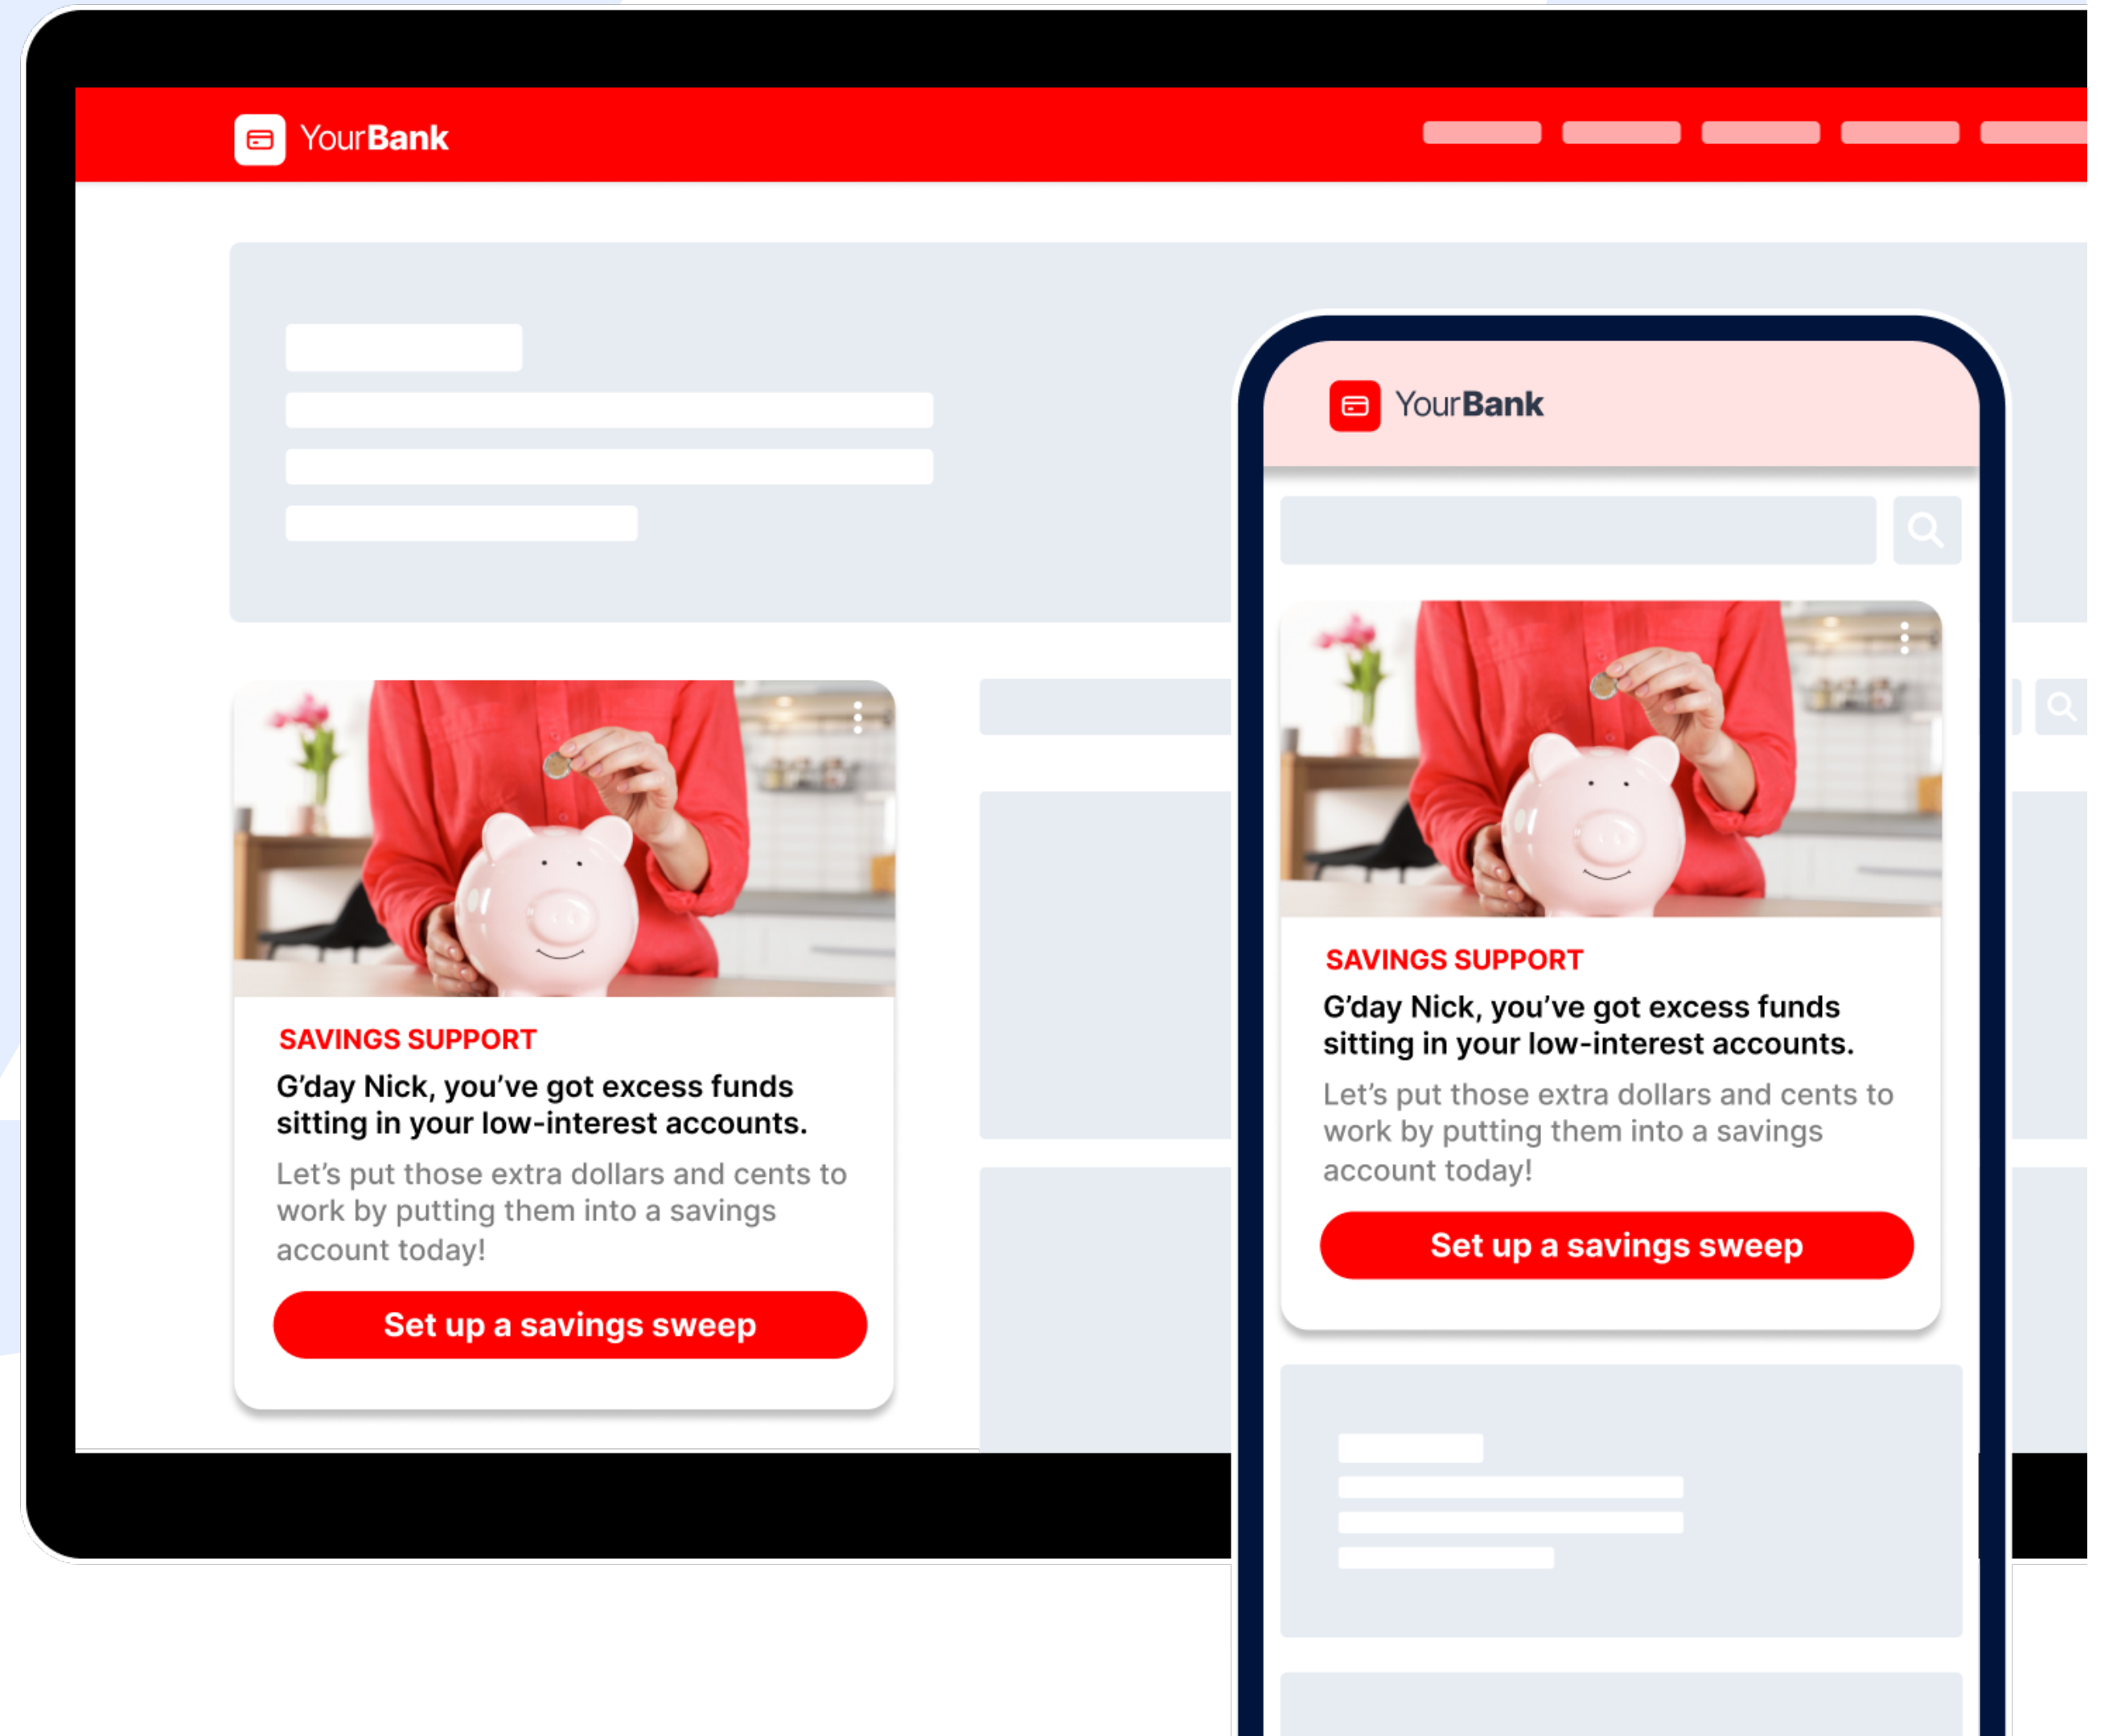 YourBank
SAVINGS SUPPORT
G’day Nick, you’ve got excess funds
sitting in your low-interest accounts.
Let’s put those extra dollars and cents to
work by putting them into a savings
account today!
Set up a savings sweep
YourBank
SAVINGS SUPPORT
G’day Nick, you’ve got excess funds
sitting in your low-interest accounts.
Let’s put those extra dollars and cents to
work by putting them into a savings
account today!
Set up a savings sweep